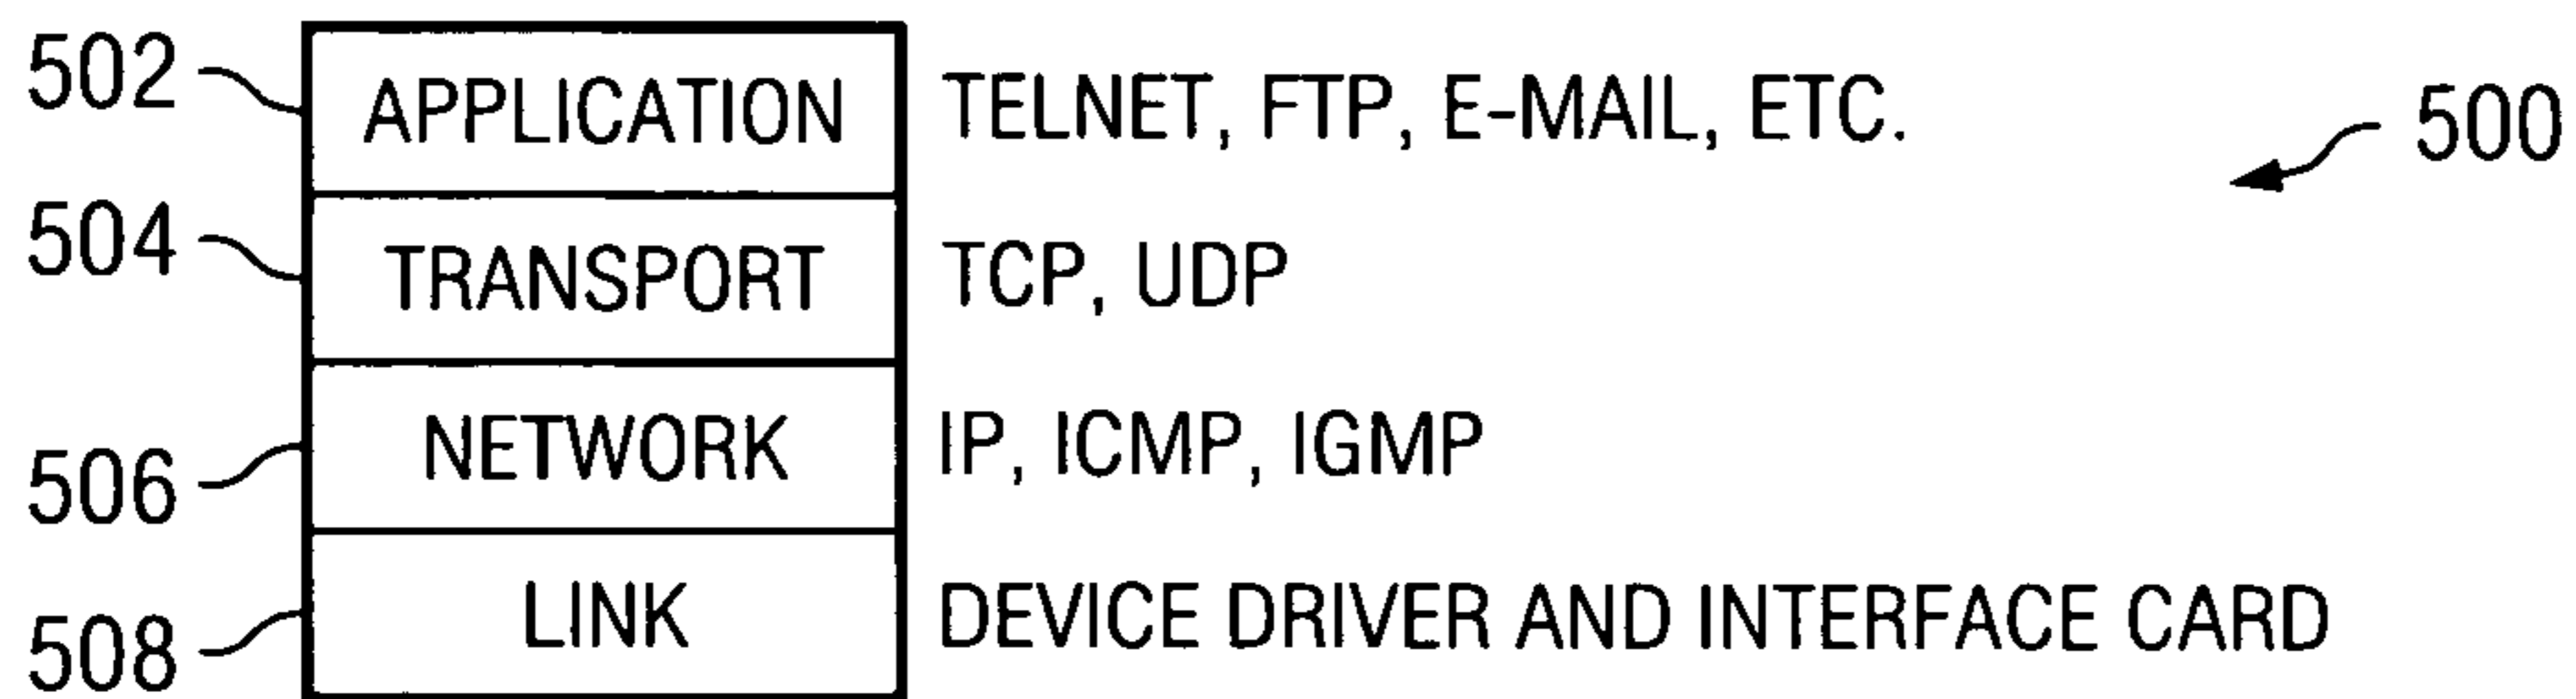 502 APPLICATION TELNET, FTP, E-MAIL, ETC. 500
504 TRANSPORT TCP, UDP
506 NETWORK IP, ICMP, IGMP
508 LINK DEVICE DRIVER AND INTERFACE CARD